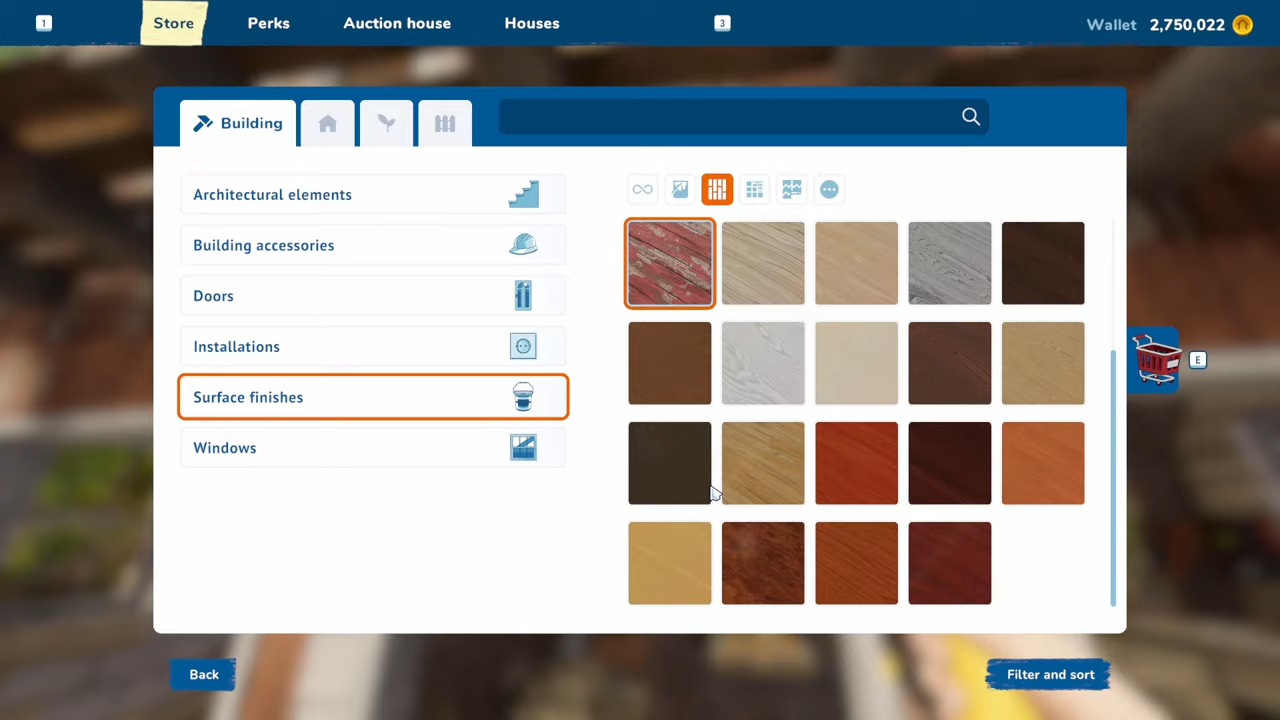 1 Store Perks Auction house Houses 3 Wallet 2,750,022
Building
Architectural elements
Building accessories
Doors
Installations
E
Surface finishes
Windows
Back Filter and sort